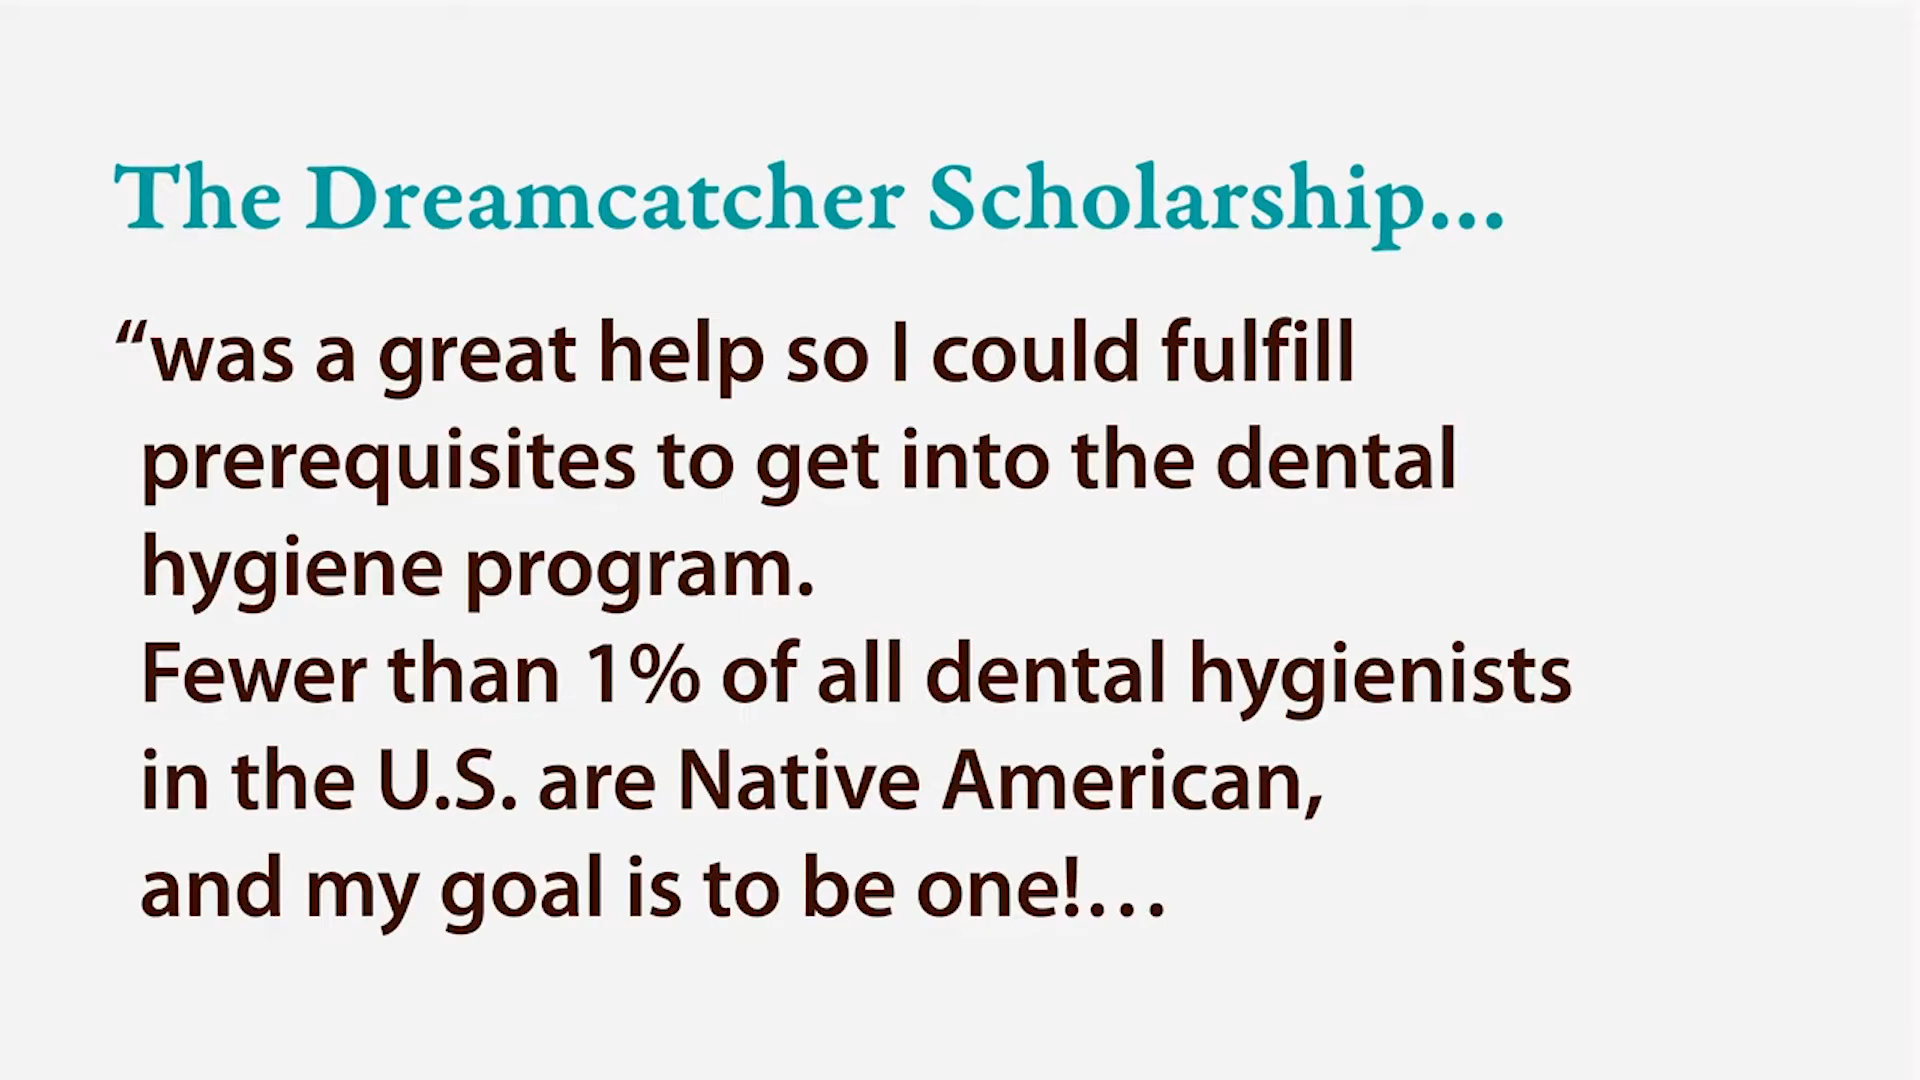 The Dreamcatcher Scholarship...
“was a great help so I could fulfill
prerequisites to get into the dental
hygiene program.
Fewer than 1% of all dental hygienists
in the U.S. are Native American,
and my goal is to be one!...